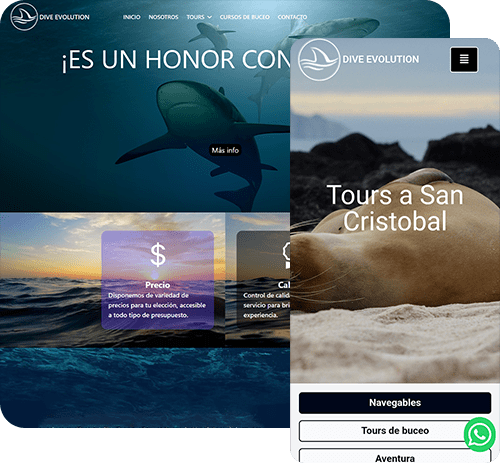 DIVE EVOLUTION
INICIO NOSOTROS TOURS CURSOS DE BUCEO CONTACTO
¡ES UN HONOR CON
Más info
$
Precio
Disponemos de variedad de
precios para tu elección, accesible
a todo tipo de presupuesto.
Cal
Control de calida
servicio para bri
experiencia.
DIVE EVOLUTION
Tours a San
Cristobal
Navegables
Tours de buceo
Aventura